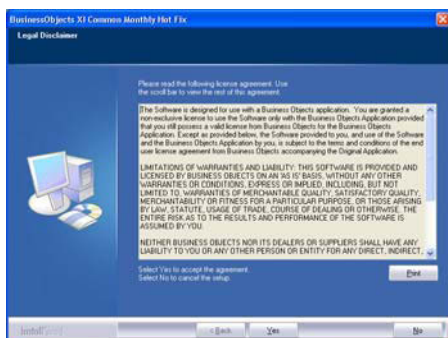 BusinessObjects XI Common Monthly Hot Fix
Legal Disclaimer
Please read the following license agreement. Use
the scroll bar to view the rest of this agreement.
The Software is designed for use with a Business Objects application. You are granted a
non-exclusive license to use the Software only with the Business Objects Application provided
that you still possess a valid license from Business Objects for the Business Objects
Application. Except as provided below, the Software provided to you, and use of the Software
and the Business Objects Application by you, is subject to the terms and conditions of the end
user license agreement from Business Objects accompanying the Original Application.
LIMITATIONS OF WARRANTIES AND LIABILITY: THIS SOFTWARE IS PROVIDED AND
LICENSED BY BUSINESS OBJECTS ON AN 'AS IS' BASIS, WITHOUT ANY OTHER
WARRANTIES OR CONDITIONS, EXPRESS OR IMPLIED, INCLUDING, BUT NOT
LIMITED TO, WARRANTIES OF MERCHANTABLE QUALITY, SATISFACTORY QUALITY,
MERCHANTABILITY OR FITNESS FOR A PARTICULAR PURPOSE, OR THOSE ARISING
BY LAW, STATUTE, USAGE OF TRADE, COURSE OF DEALING OR OTHERWISE. THE
ENTIRE RISK AS TO THE RESULTS AND PERFORMANCE OF THE SOFTWARE IS
ASSUMED BY YOU.
NEITHER BUSINESS OBJECTS NOR ITS DEALERS OR SUPPLIERS SHALL HAVE ANY
LIABILITY TO YOU OR ANY OTHER PERSON OR ENTITY FOR ANY DIRECT, INDIRECT,
Select Yes to accept the agreement.
Select No to cancel the setup.
Print
InstallShield
< Back
Yes
No